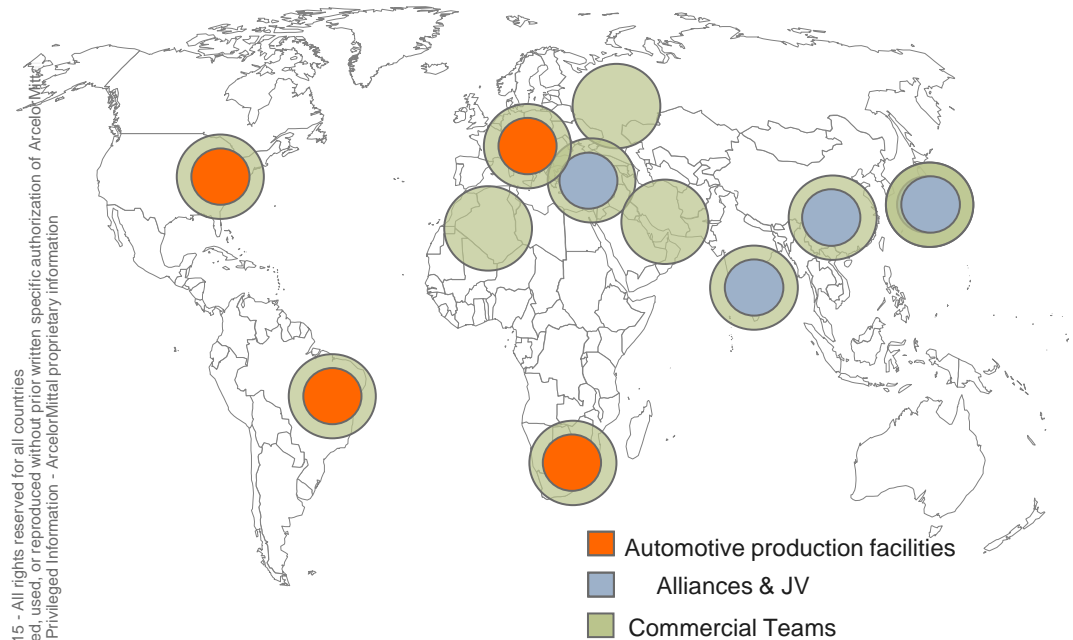 15 - All rights reserved for all countries
ed, used, or reproduced without prior written specific authorization of ArcelorMitta
Privileged Information - ArcelorMittal proprietary information
Automotive production facilities
Alliances & JV
Commercial Teams